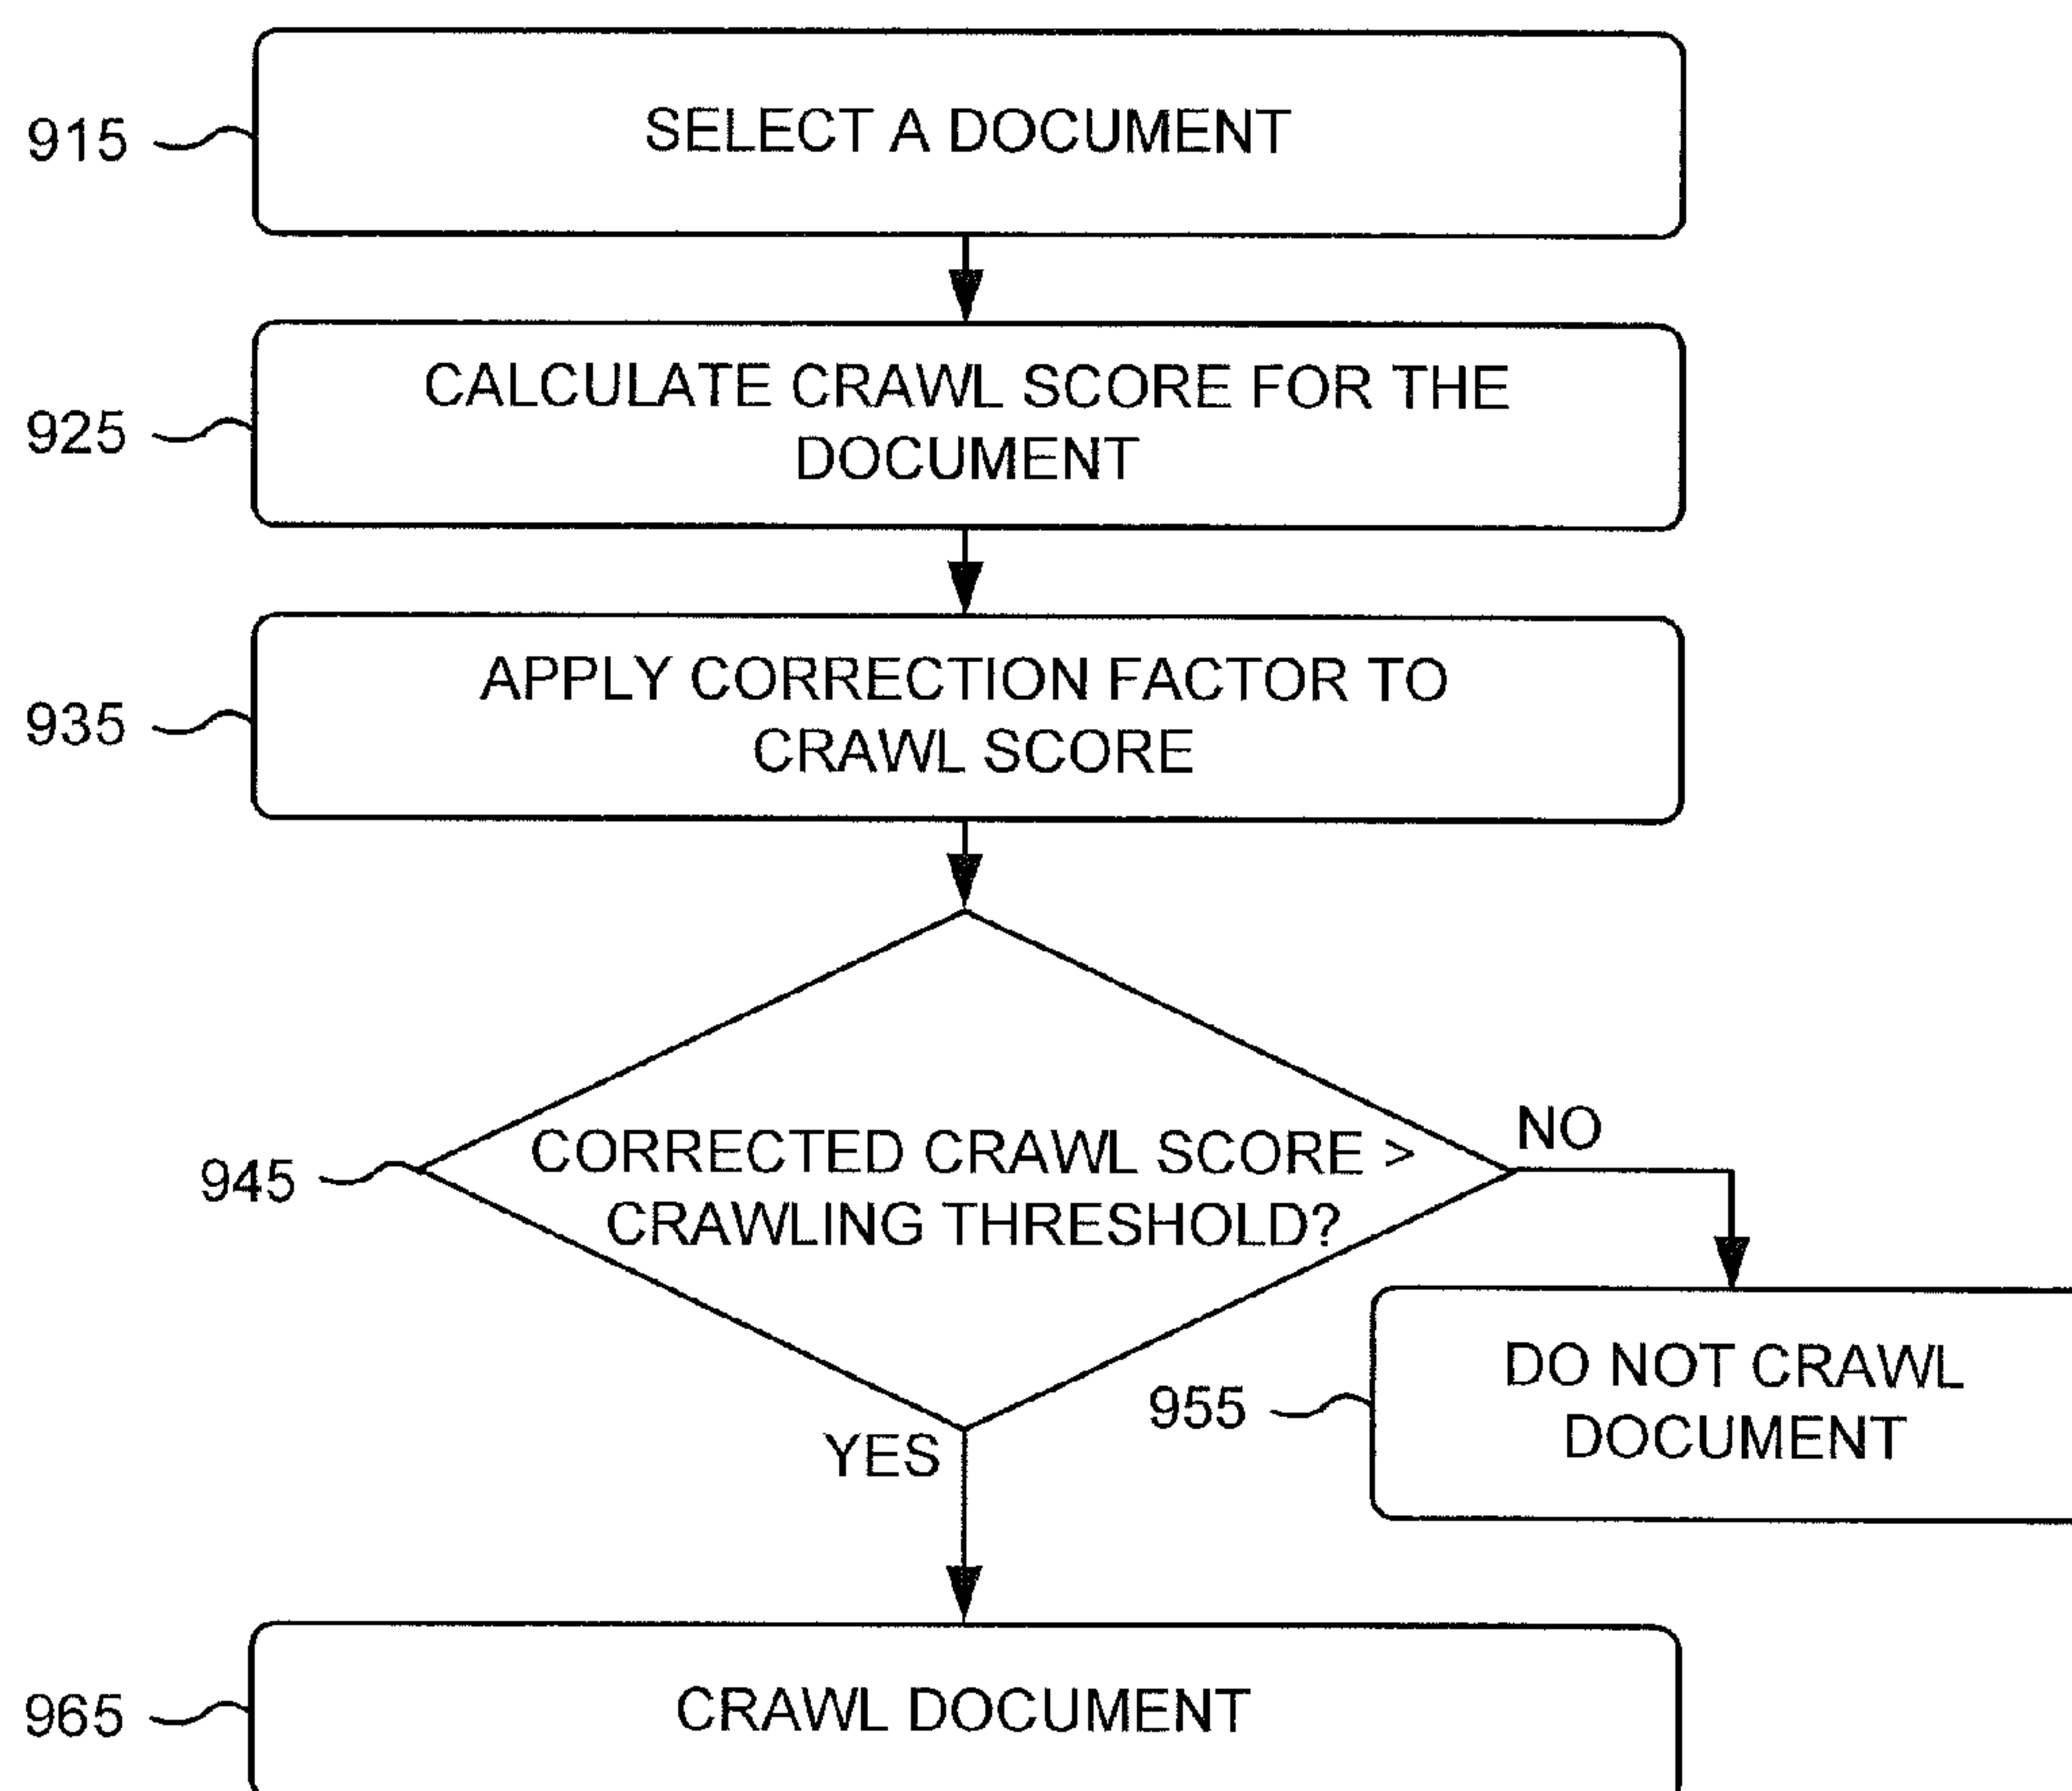 915
SELECT A DOCUMENT
925
CALCULATE CRAWL SCORE FOR THE
DOCUMENT
935
APPLY CORRECTION FACTOR TO
CRAWL SCORE
945
CORRECTED CRAWL SCORE >
CRAWLING THRESHOLD?
NO
955
DO NOT CRAWL
DOCUMENT
YES
965
CRAWL DOCUMENT